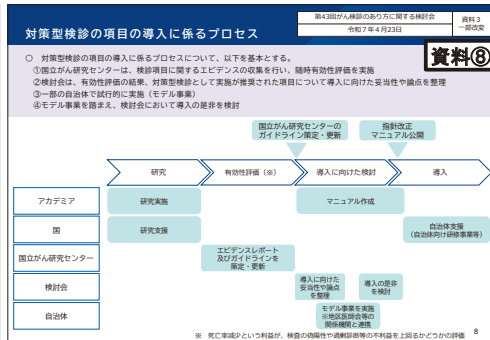 対策型検診の項目の導入に係るプロセス
第43回がん検診のあり方に関する検討会
令和7年4月23日
資料3
一部改変
資料⑧
○ 対策型検診の項目の導入に係るプロセスについて、以下を基本とする。
①国立がん研究センターは、検診項目に関するエビデンスの収集を行い、随時有効性評価を実施
②検討会は、有効性評価の結果、対策型検診として実施が推奨された項目について導入に向けた妥当性や論点を整理
③一部の自治体で試行的に実施(モデル事業)
④モデル事業を踏まえ、検討会において導入の是非を検討
国立がん研究センターの
ガイドライン策定・更新
指針改正
マニュアル公開
研究
有効性評価(※)
導入に向けた検討
導入
アカデミア
研究実施
マニュアル作成
国
研究支援
自治体支援
(自治体向け研修事業等)
国立がん研究センター
エビデンスレポート
及びガイドラインを
策定・更新
検討会
導入に向けた
妥当性や論点
を整理
導入の是非
を検討
自治体
モデル事業を実施
※地区医師会等の
関係機関と連携
※ 死亡率減少という利益が、検査の偽陽性や過剰診断等の不利益を上回るかどうかの評価
8